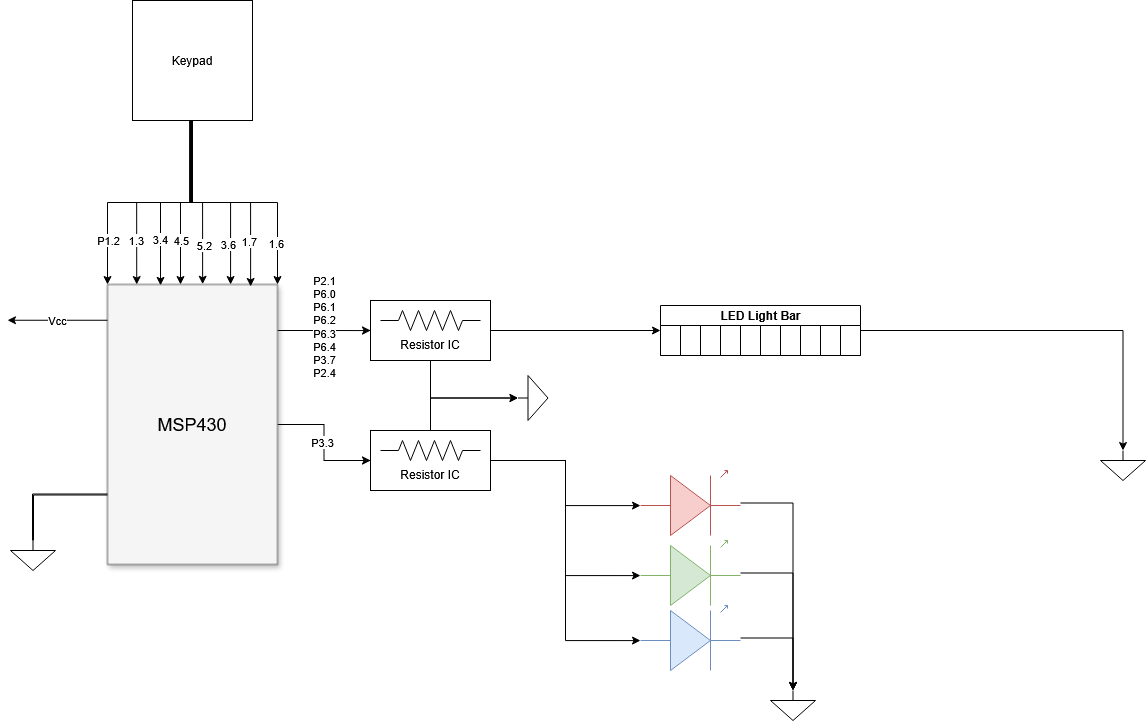 Keypad
P1.2 1.3 3.4 4.5 5.2 3.6 1.7 1.6
Vcc
MSP430
P2.1
P6.0
P6.1
P6.2
P6.3
P6.4
P3.7
P2.4
Resistor IC
LED Light Bar
P3.3
Resistor IC